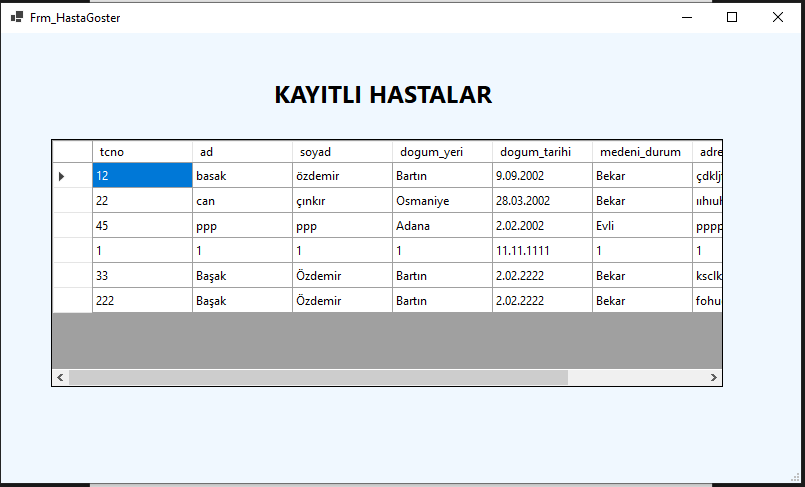 Frm_HastaGoster
KAYITLI HASTALAR
tcno ad soyad dogum_yeri dogum_tarihi medeni_durum adre
12 basak özdemir Bartın 9.09.2002 Bekar çdklj
22 can çınkır Osmaniye 28.03.2002 Bekar
45 ppp ppp Adana 2.02.2002 Evli pppp
1 1 1 1 11.11.1111 1 1
33 Başak Özdemir Bartın 2.02.2222 Bekar ksclk
222 Başak Özdemir Bartın 2.02.2222 Bekar fohu